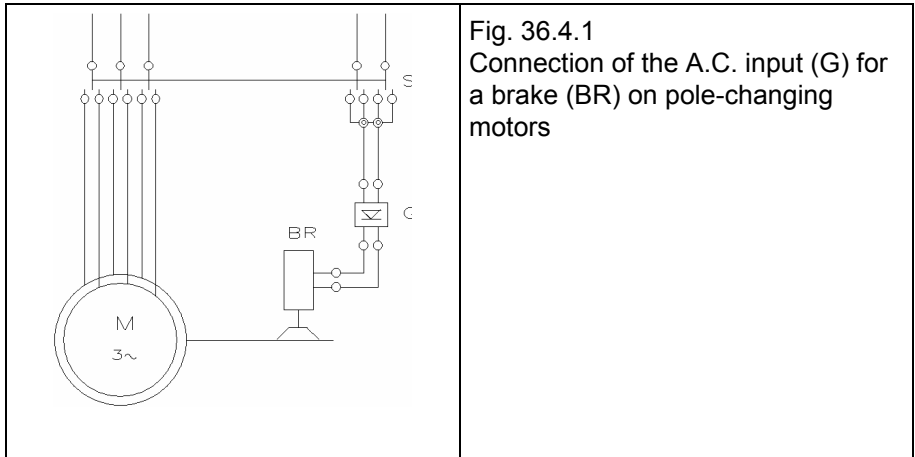 Fig. 36.4.1
Connection of the A.C. input (G) for
a brake (BR) on pole-changing
motors
BR
M
3~